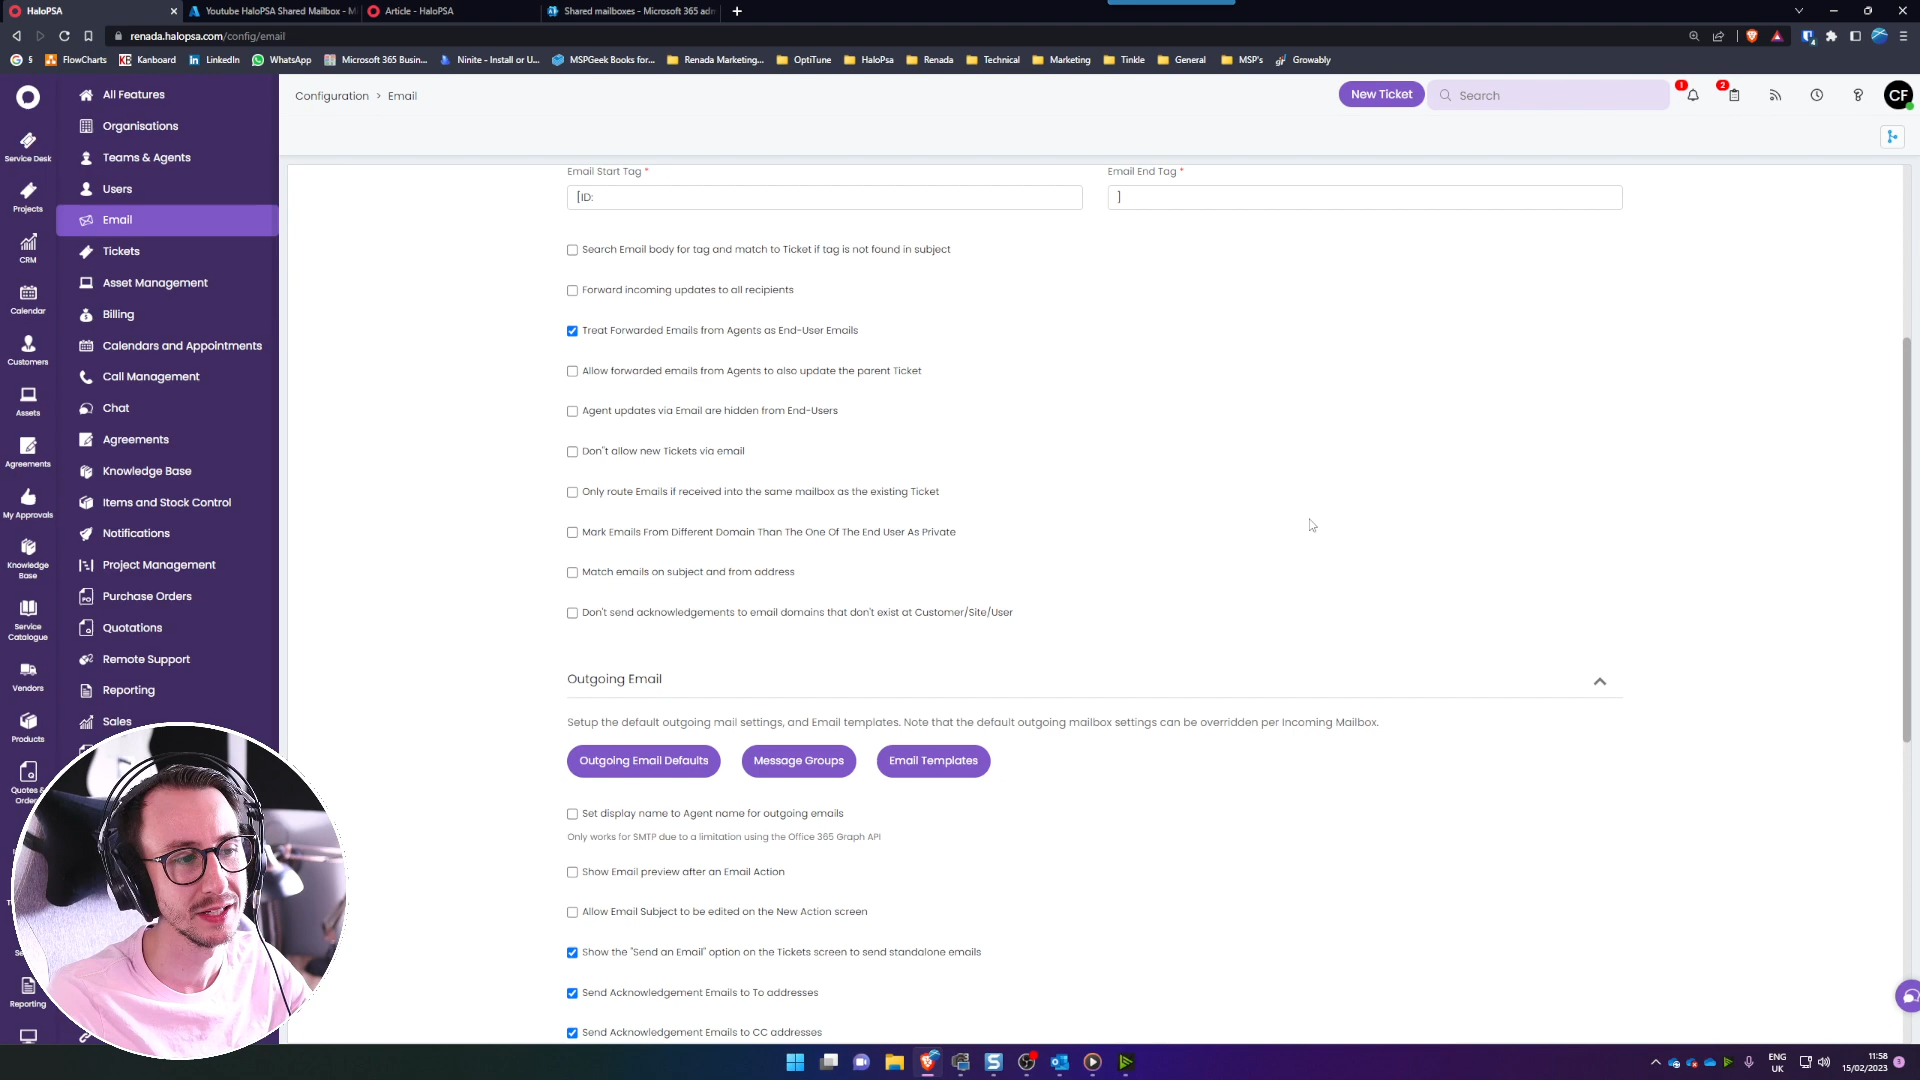 HaloPSA
Youtube HaloPSA Shared Mailbox - M
Article - HaloPSA
Shared mailboxes - Microsoft 365 adm
renada.halopsa.com/config/email
FlowCharts
Kanboard
LinkedIn
WhatsApp
Microsoft 365 Busin...
Ninite - Install or U...
MSPGeek Books for...
Renada Marketing...
OptiTune
HaloPsa
Renada
Technical
Marketing
Tinkle
General
MSP's
Growably
Service Desk
Projects
CRM
Calendar
Customers
Assets
Agreements
My Approvals
Knowledge
Base
Service
Catalogue
Vendors
Products
Quotes &
Reporting
All Features
Organisations
Teams & Agents
Users
Email
Tickets
Asset Management
Billing
Calendars and Appointments
Call Management
Chat
Agreements
Knowledge Base
Items and Stock Control
Notifications
Project Management
Purchase Orders
Quotations
Remote Support
Reporting
Sales
Configuration > Email
New Ticket
Search
1
2
CF
Email Start Tag *
Email End Tag *
[ID:
]
Search Email body for tag and match to Ticket if tag is not found in subject
Forward incoming updates to all recipients
Treat Forwarded Emails from Agents as End-User Emails
Allow forwarded emails from Agents to also update the parent Ticket
Agent updates via Email are hidden from End-Users
Don"t allow new Tickets via email
Only route Emails if received into the same mailbox as the existing Ticket
Mark Emails From Different Domain Than The One Of The End User As Private
Match emails on subject and from address
Don't send acknowledgements to email domains that don't exist at Customer/Site/User
Outgoing Email
Setup the default outgoing mail settings, and Email templates. Note that the default outgoing mailbox settings can be overridden per Incoming Mailbox.
Outgoing Email Defaults
Message Groups
Email Templates
Set display name to Agent name for outgoing emails
Only works for SMTP due to a limitation using the Office 365 Graph API
Show Email preview after an Email Action
Allow Email Subject to be edited on the New Action screen
Show the "Send an Email" option on the Tickets screen to send standalone emails
Send Acknowledgement Emails to To addresses
Send Acknowledgement Emails to CC addresses
ENG
UK
11:58
15/02/2023